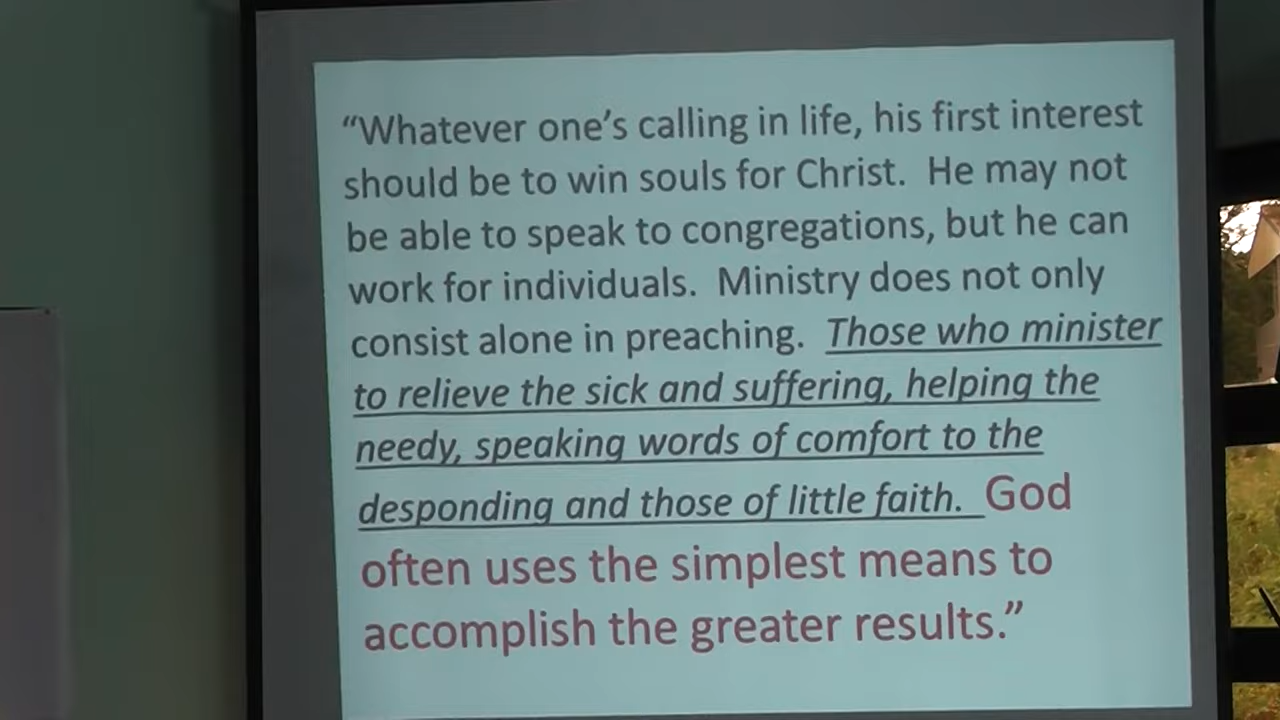 “Whatever one’s calling in life, his first interest
should be to win souls for Christ.  He may not
be able to speak to congregations, but he can
work for individuals.  Ministry does not only
consist alone in preaching.  Those who minister
to relieve the sick and suffering, helping the
needy, speaking words of comfort to the
desponding and those of little faith.  God
often uses the simplest means to
accomplish the greater results.”